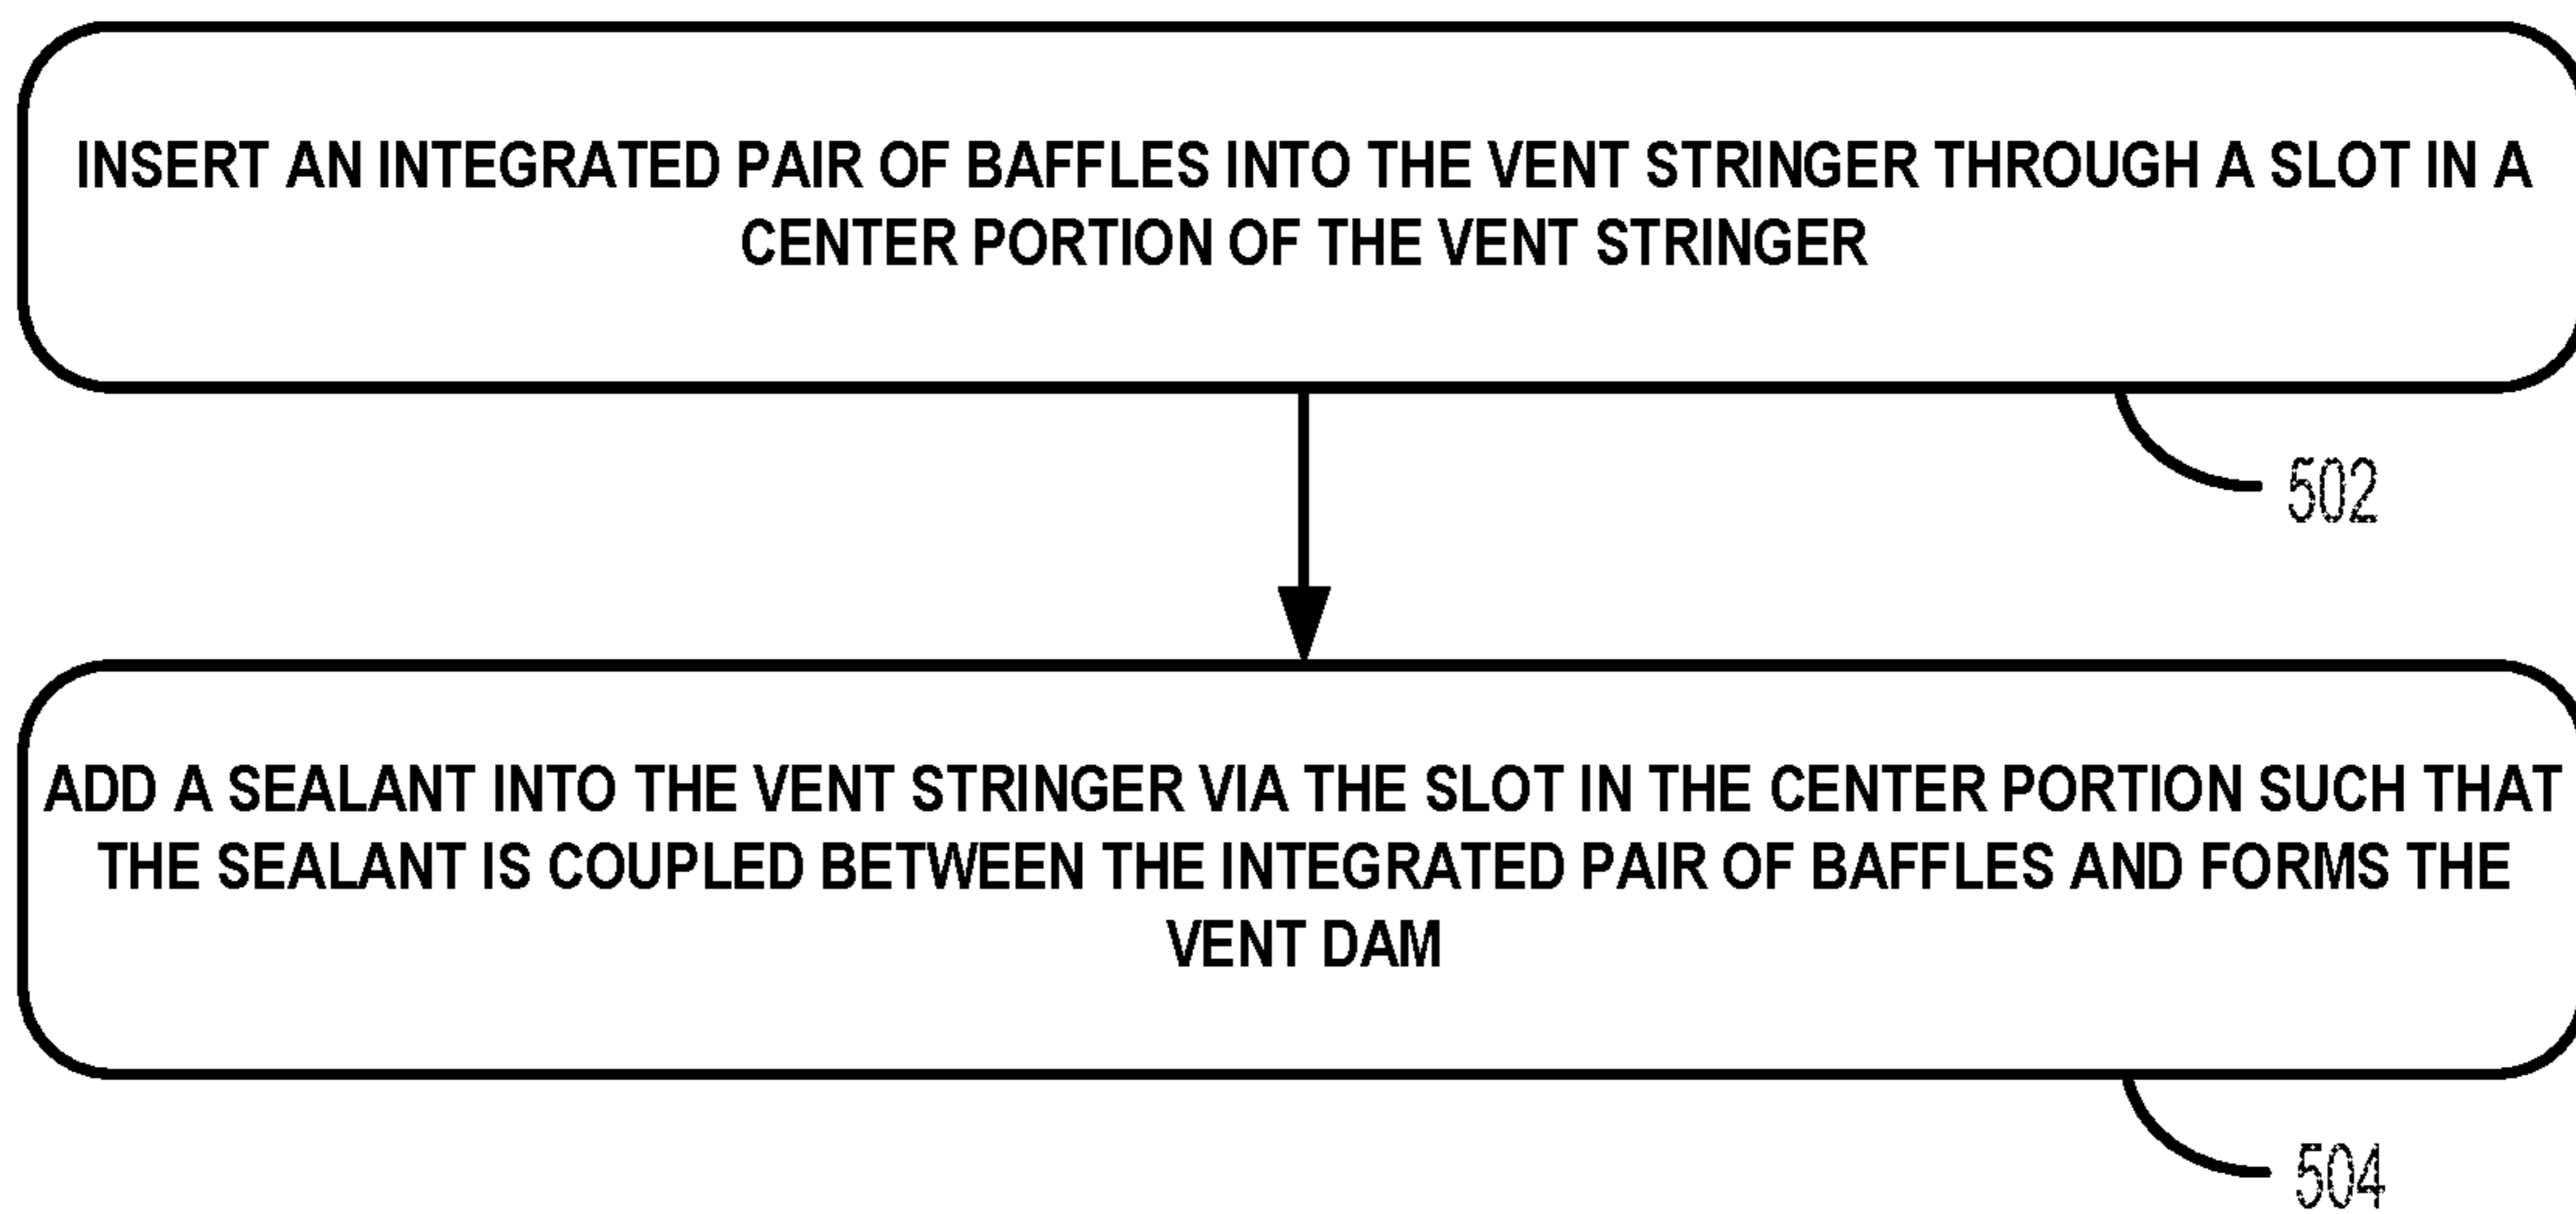 INSERT AN INTEGRATED PAIR OF BAFFLES INTO THE VENT STRINGER THROUGH A SLOT IN A
CENTER PORTION OF THE VENT STRINGER
502
ADD A SEALANT INTO THE VENT STRINGER VIA THE SLOT IN THE CENTER PORTION SUCH THAT
THE SEALANT IS COUPLED BETWEEN THE INTEGRATED PAIR OF BAFFLES AND FORMS THE
VENT DAM
504